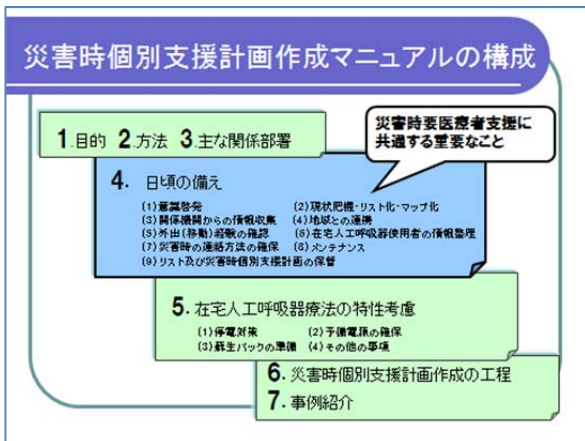 災害時個別支援計画作成マニュアルの構成
1.目的 2.方法 3.主な関係部署
災害時要医療者支援に
共通する重要なこと
4. 日頃の備え
(1)意識啓発 (2)現状把握・リスト化・マップ化
(3)関係機関からの情報収集 (4)地域との連携
(5)外出(移動)経験の確認 (6)在宅人工呼吸器使用者の情報整理
(7)災害時の連絡方法の確保 (8)メンテナンス
(9)リスト及び災害時個別支援計画の保管
5. 在宅人工呼吸器療法の特性考慮
(1)停電対策 (2)予備電源の確保
(3)蘇生バックの準備 (4)その他の事項
6. 災害時個別支援計画作成の工程
7. 事例紹介